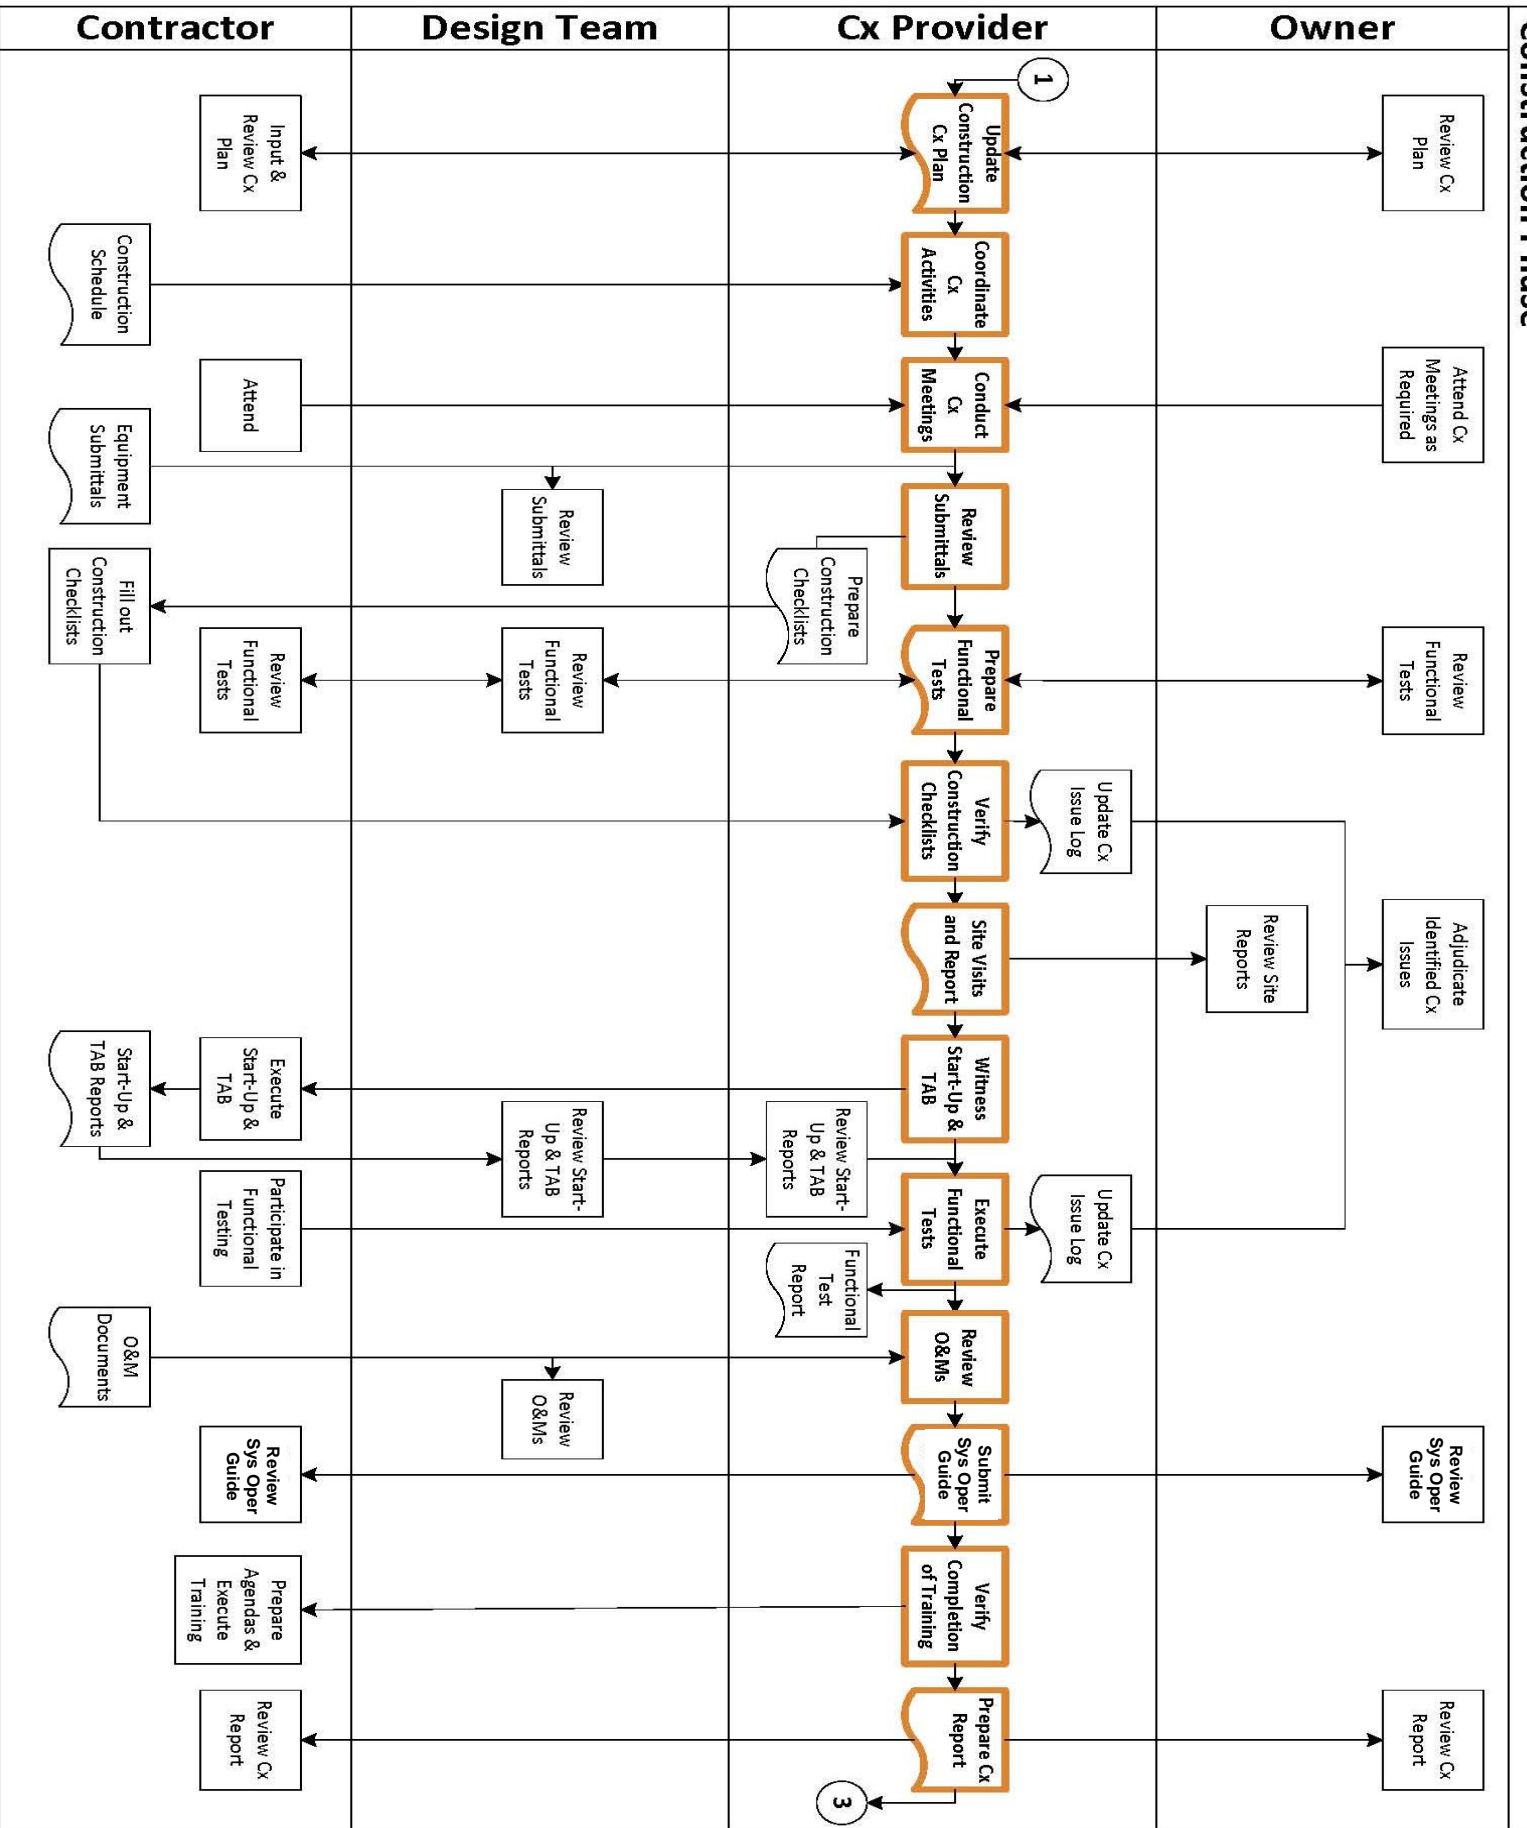 Construction Phase
Contractor
Design Team
Cx Provider
Owner
1
Input &
Review Cx
Plan
Update
Construction
Cx Plan
Review Cx
Plan
Construction
Schedule
Coordinate
Cx
Activities
Attend
Conduct
Cx
Meetings
Attend Cx
Meetings as
Required
Equipment
Submittals
Review
Submittals
Review
Submittals
Fill out
Construction
Checklists
Prepare
Construction
Checklists
Review
Functional
Tests
Review
Functional
Tests
Prepare
Functional
Tests
Review
Functional
Tests
Verify
Construction
Checklists
Update Cx
Issue Log
Site Visits
and Report
Review Site
Reports
Adjudicate
Identified Cx
Issues
Start-Up &
TAB Reports
Execute
Start-Up &
TAB
Witness
Start-Up &
TAB
Review Start-
Up & TAB
Reports
Review Start-
Up & TAB
Reports
Participate in
Functional
Testing
Execute
Functional
Tests
Update Cx
Issue Log
Functional
Test
Report
O&M
Documents
Review
O&Ms
Review
O&Ms
Review
Sys Oper
Guide
Submit
Sys Oper
Guide
Review
Sys Oper
Guide
Prepare
Agendas &
Execute
Training
Verify
Completion
of Training
Review Cx
Report
Prepare Cx
Report
Review Cx
Report
3